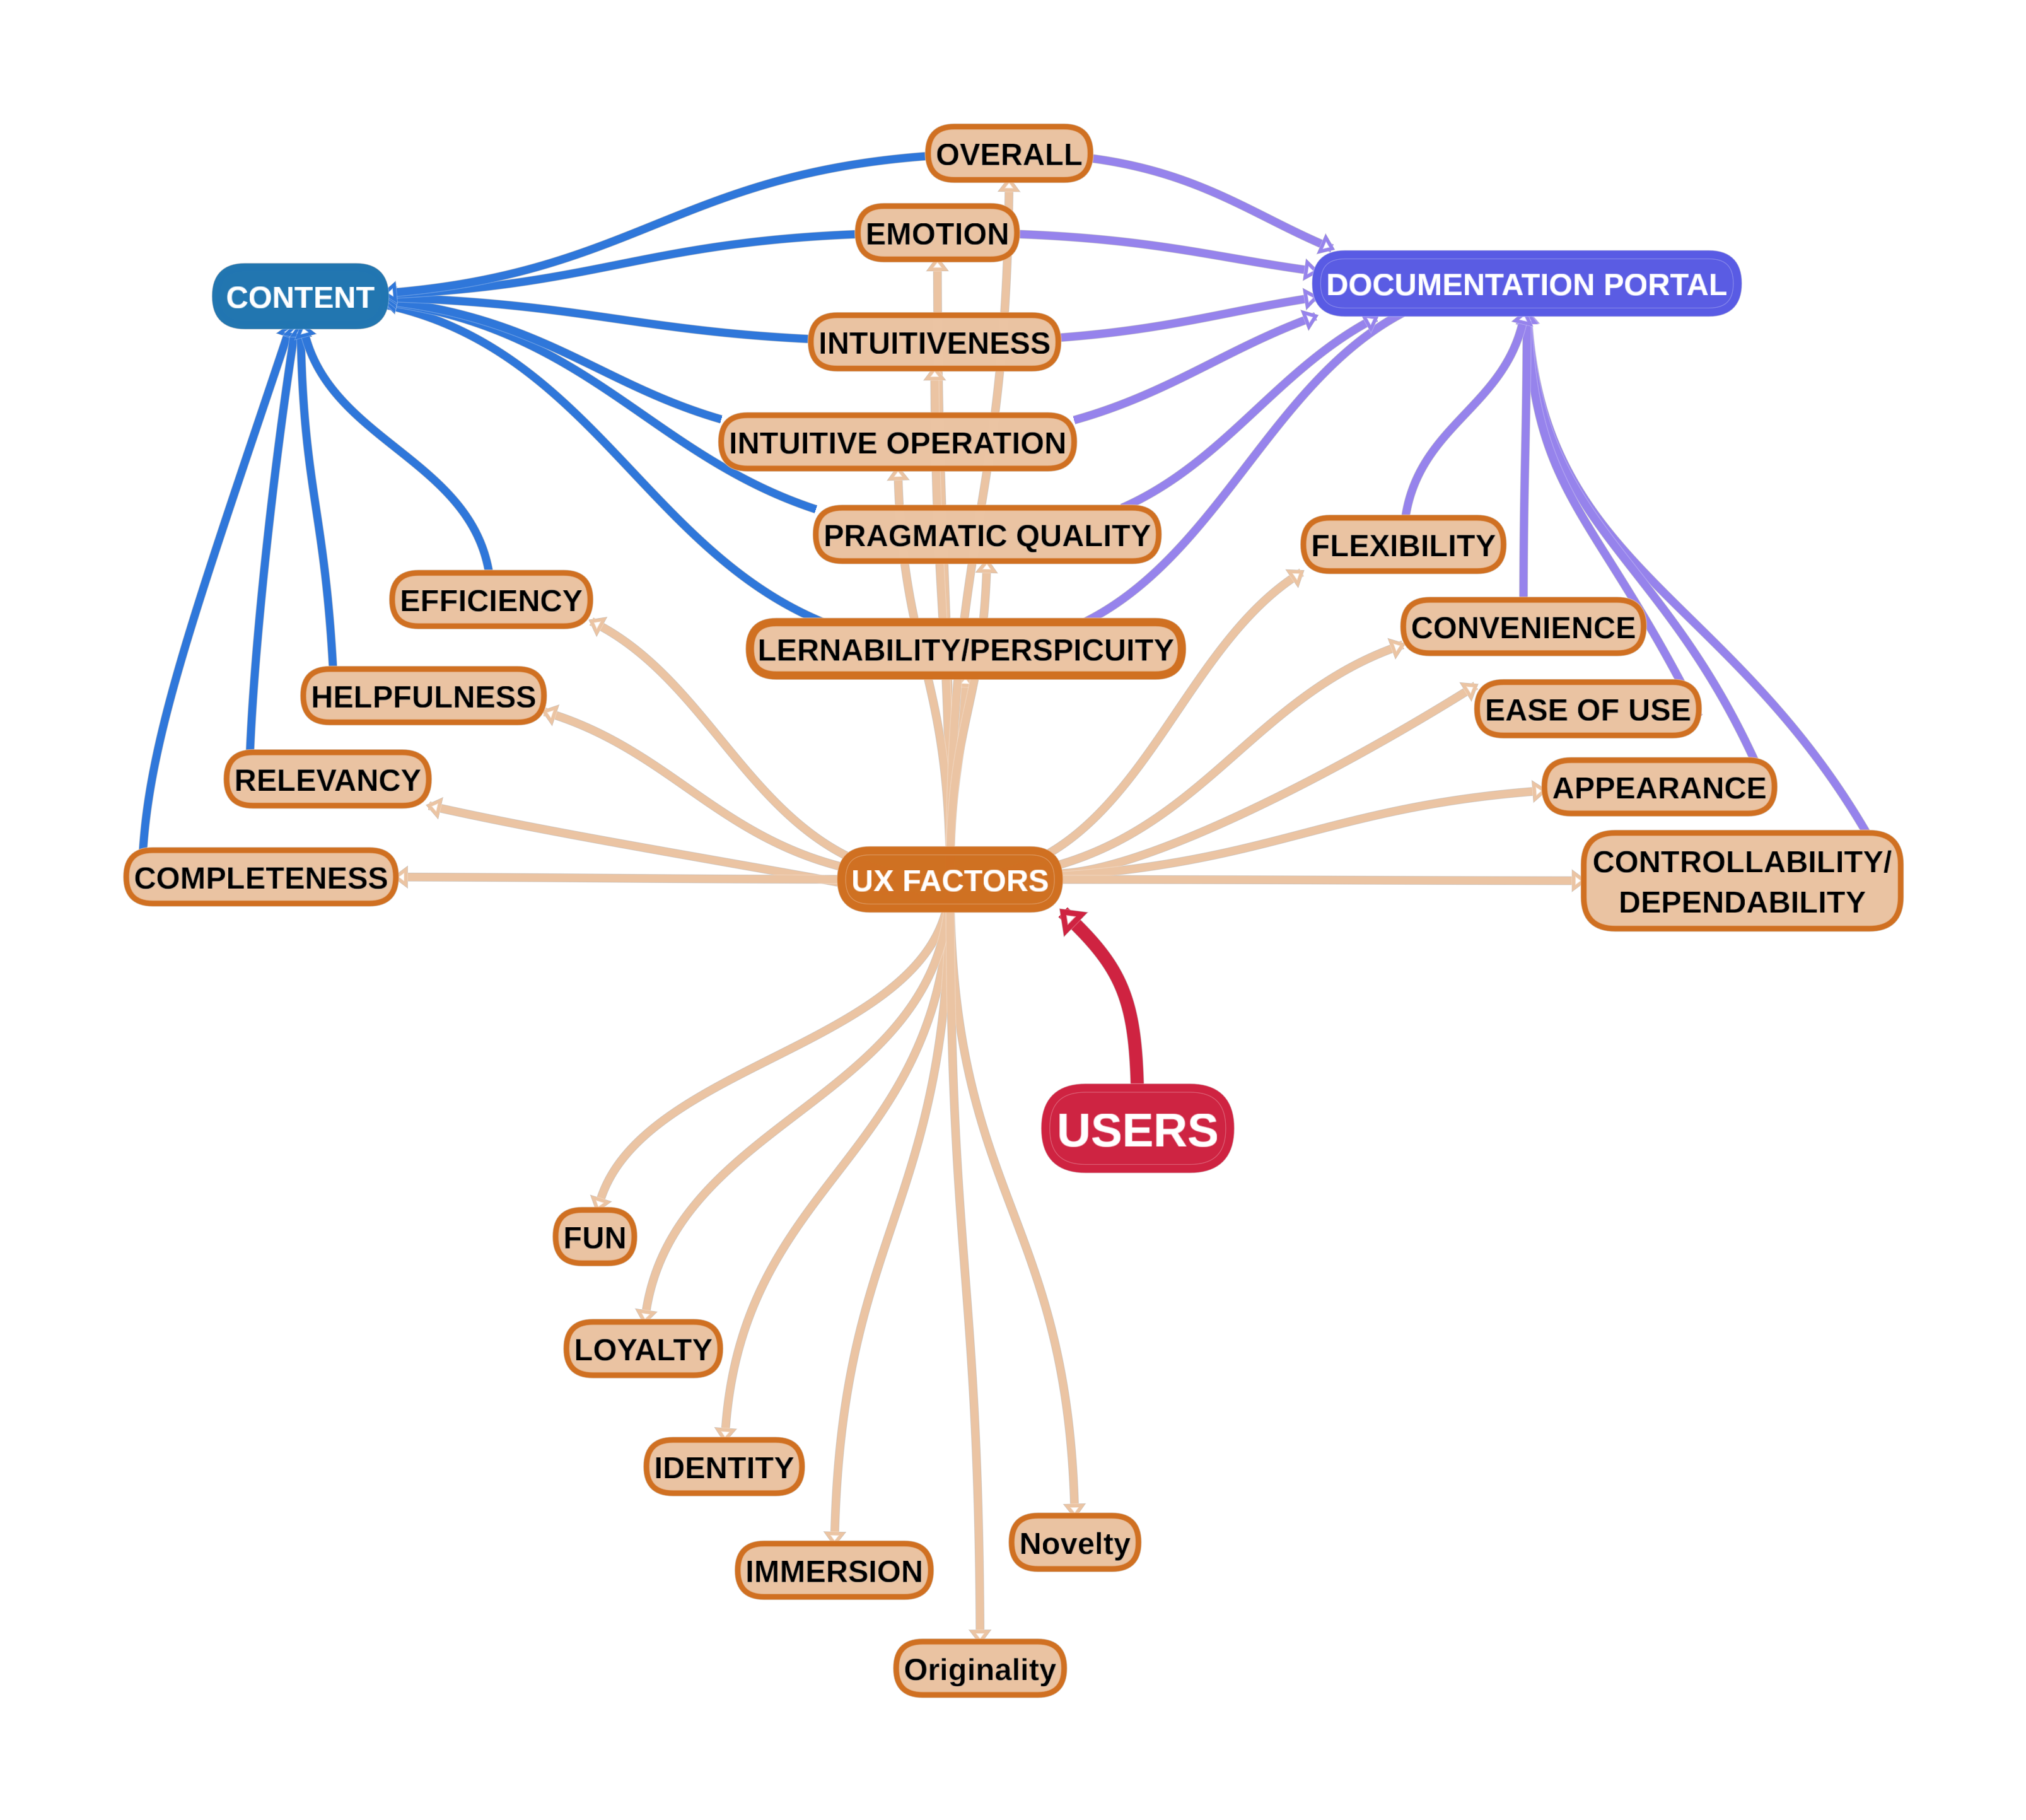 OVERALL
EMOTION
CONTENT
DOCUMENTATION PORTAL
INTUITIVENESS
INTUITIVE OPERATION
PRAGMATIC QUALITY
FLEXIBILITY
EFFICIENCY
CONVENIENCE
LERNABILITY/PERSPICUITY
HELPFULNESS
EASE OF USE
RELEVANCY
APPEARANCE
COMPLETENESS
UX FACTORS
CONTROLLABILITY/
DEPENDABILITY
USERS
FUN
LOYALTY
IDENTITY
Novelty
IMMERSION
Originality